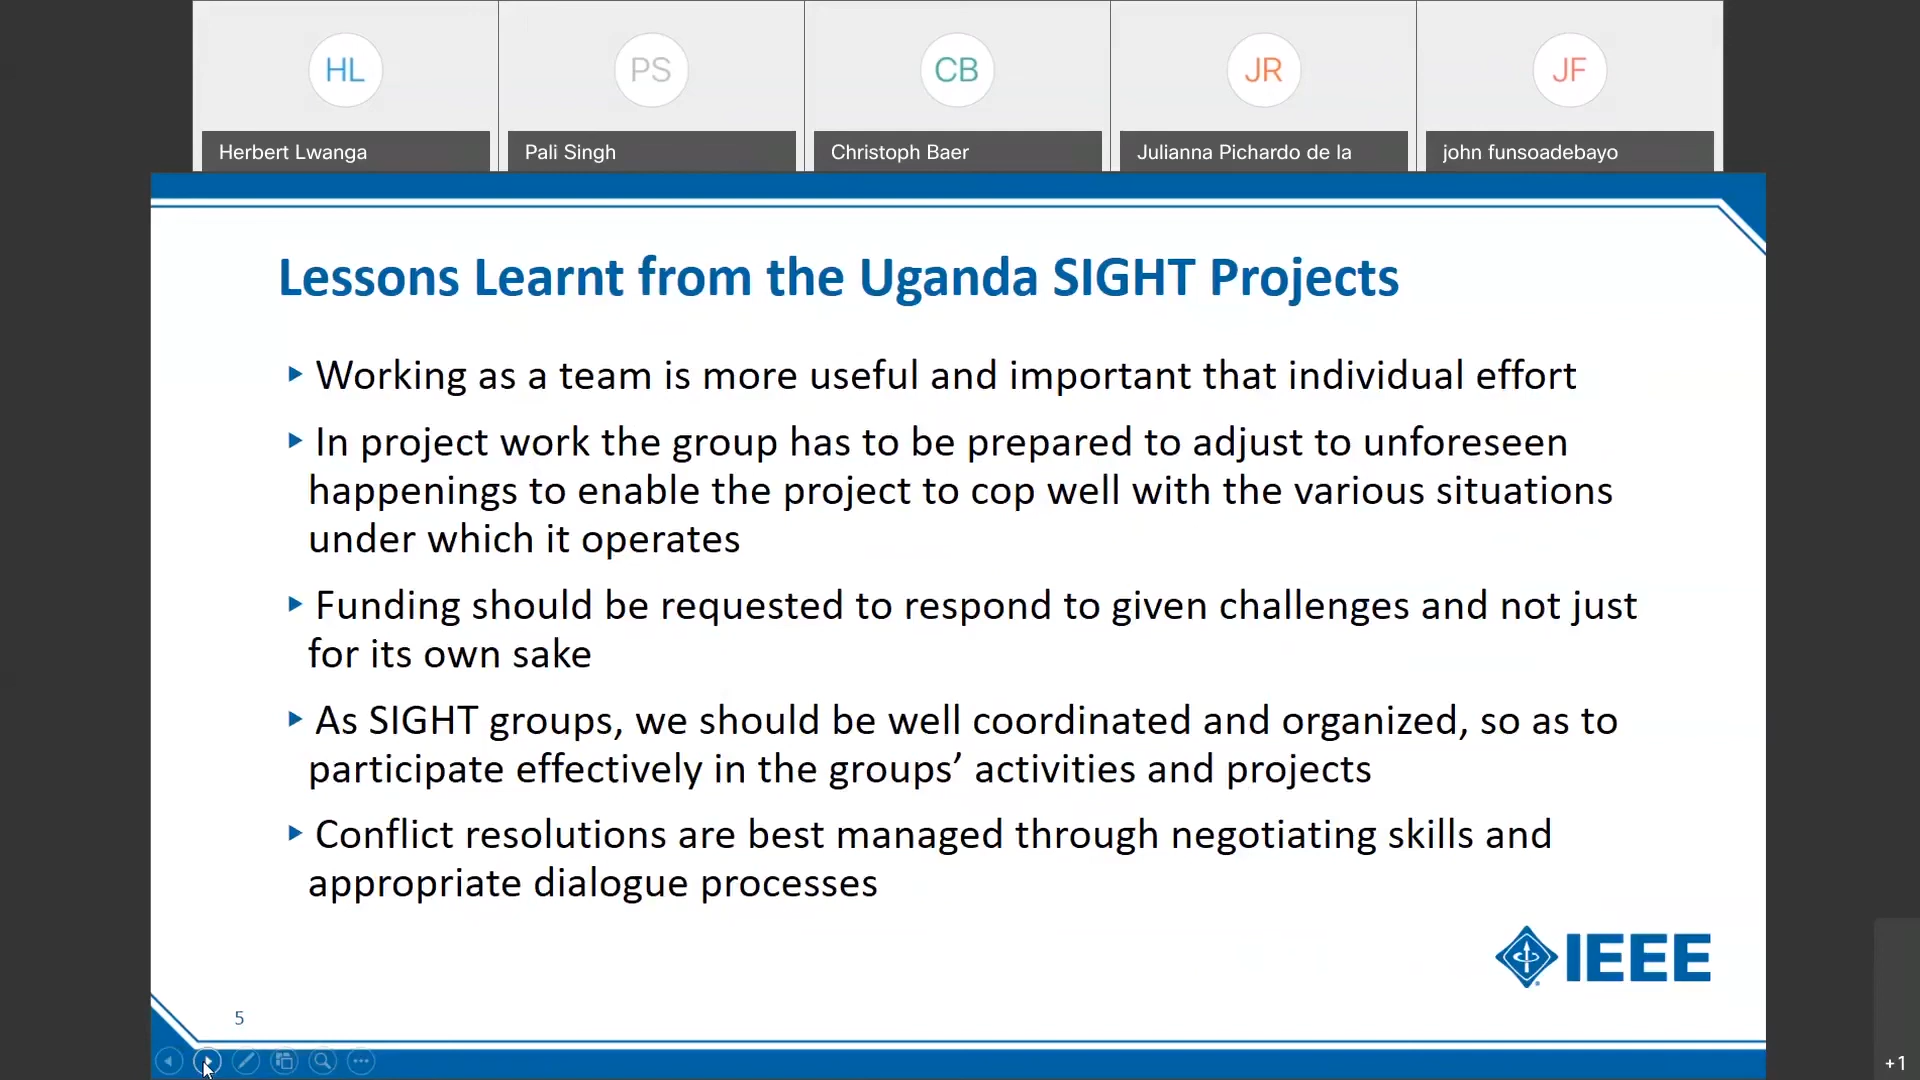 HL
PS
CB
JR
JF
Herbert Lwanga
Pali Singh
Christoph Baer
Julianna Pichardo de la
john funsoadebayo
Lessons Learnt from the Uganda SIGHT Projects
Working as a team is more useful and important that individual effort
In project work the group has to be prepared to adjust to unforeseen
happenings to enable the project to cop well with the various situations
under which it operates
Funding should be requested to respond to given challenges and not just
for its own sake
As SIGHT groups, we should be well coordinated and organized, so as to
participate effectively in the groups’ activities and projects
Conflict resolutions are best managed through negotiating skills and
appropriate dialogue processes
IEEE
5
+1